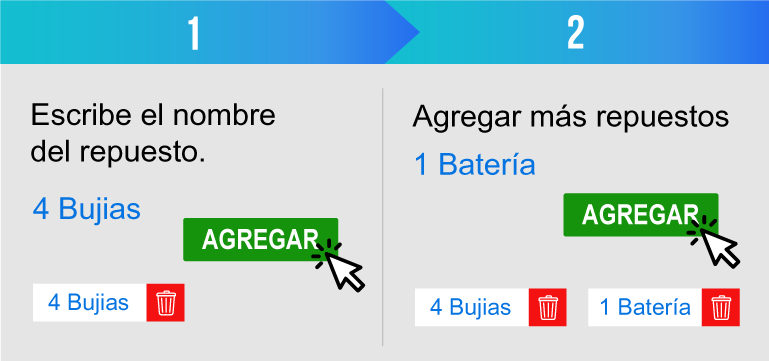 1
Escribe el nombre
del repuesto.
4 Bujias
AGREGAR
4 Bujias
2
Agregar más repuestos
1 Batería
AGREGAR
4 Bujias
1 Batería